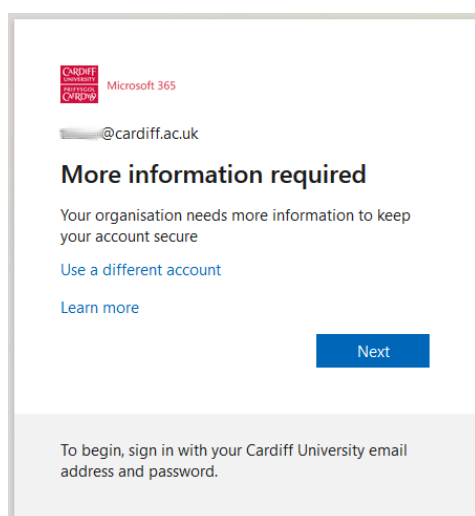 CARDIFF
UNIVERSITY
PRIFYSGOL
CAERDYDD
Microsoft 365
@cardiff.ac.uk
More information required
Your organisation needs more information to keep
your account secure
Use a different account
Learn more
Next
To begin, sign in with your Cardiff University email
address and password.